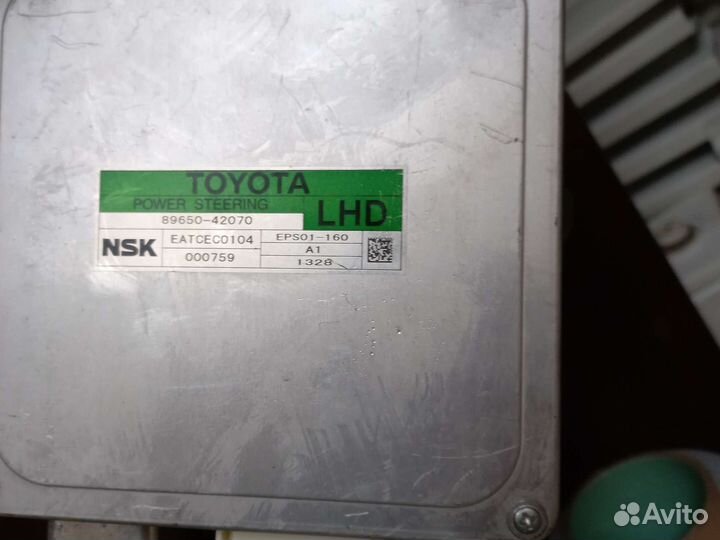 TOYOTA
POWER STEERING
89650-42070
LHD
NSK
EATCEC0104
000759
EPS01-160
A1
1328
Avito